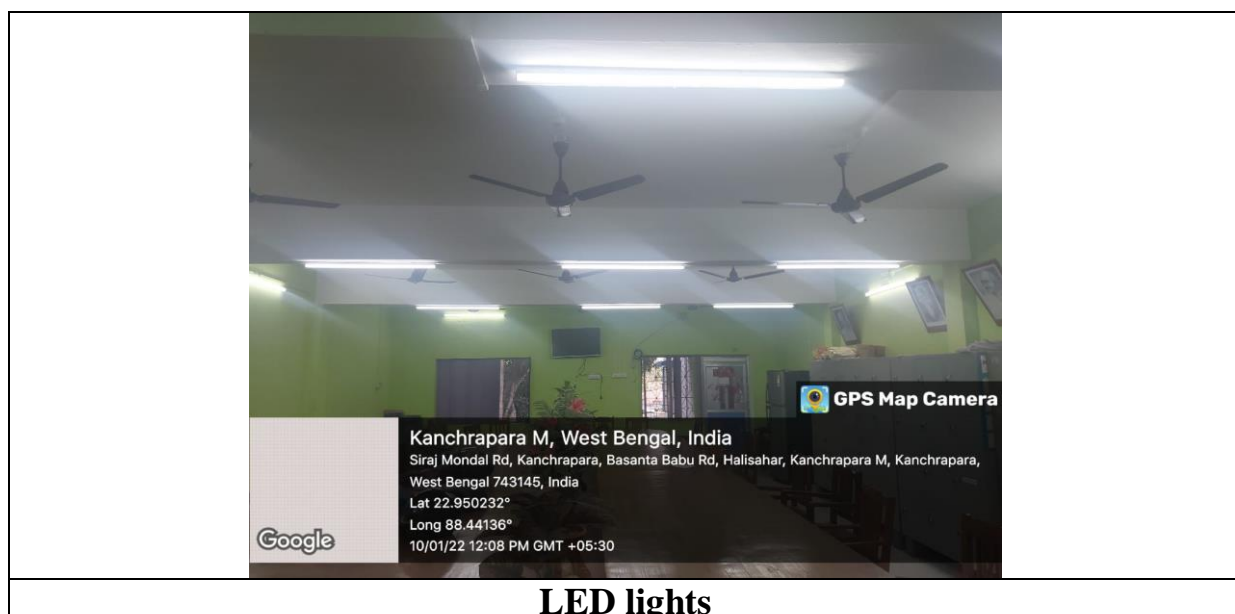 GPS Map Camera
Kanchrapara M, West Bengal, India
Siraj Mondal Rd, Kanchrapara, Basanta Babu Rd, Halisahar, Kanchrapara M, Kanchrapara,
West Bengal 743145, India
Lat 22.950232°
Long 88.44136°
10/01/22 12:08 PM GMT +05:30
Google
LED lights